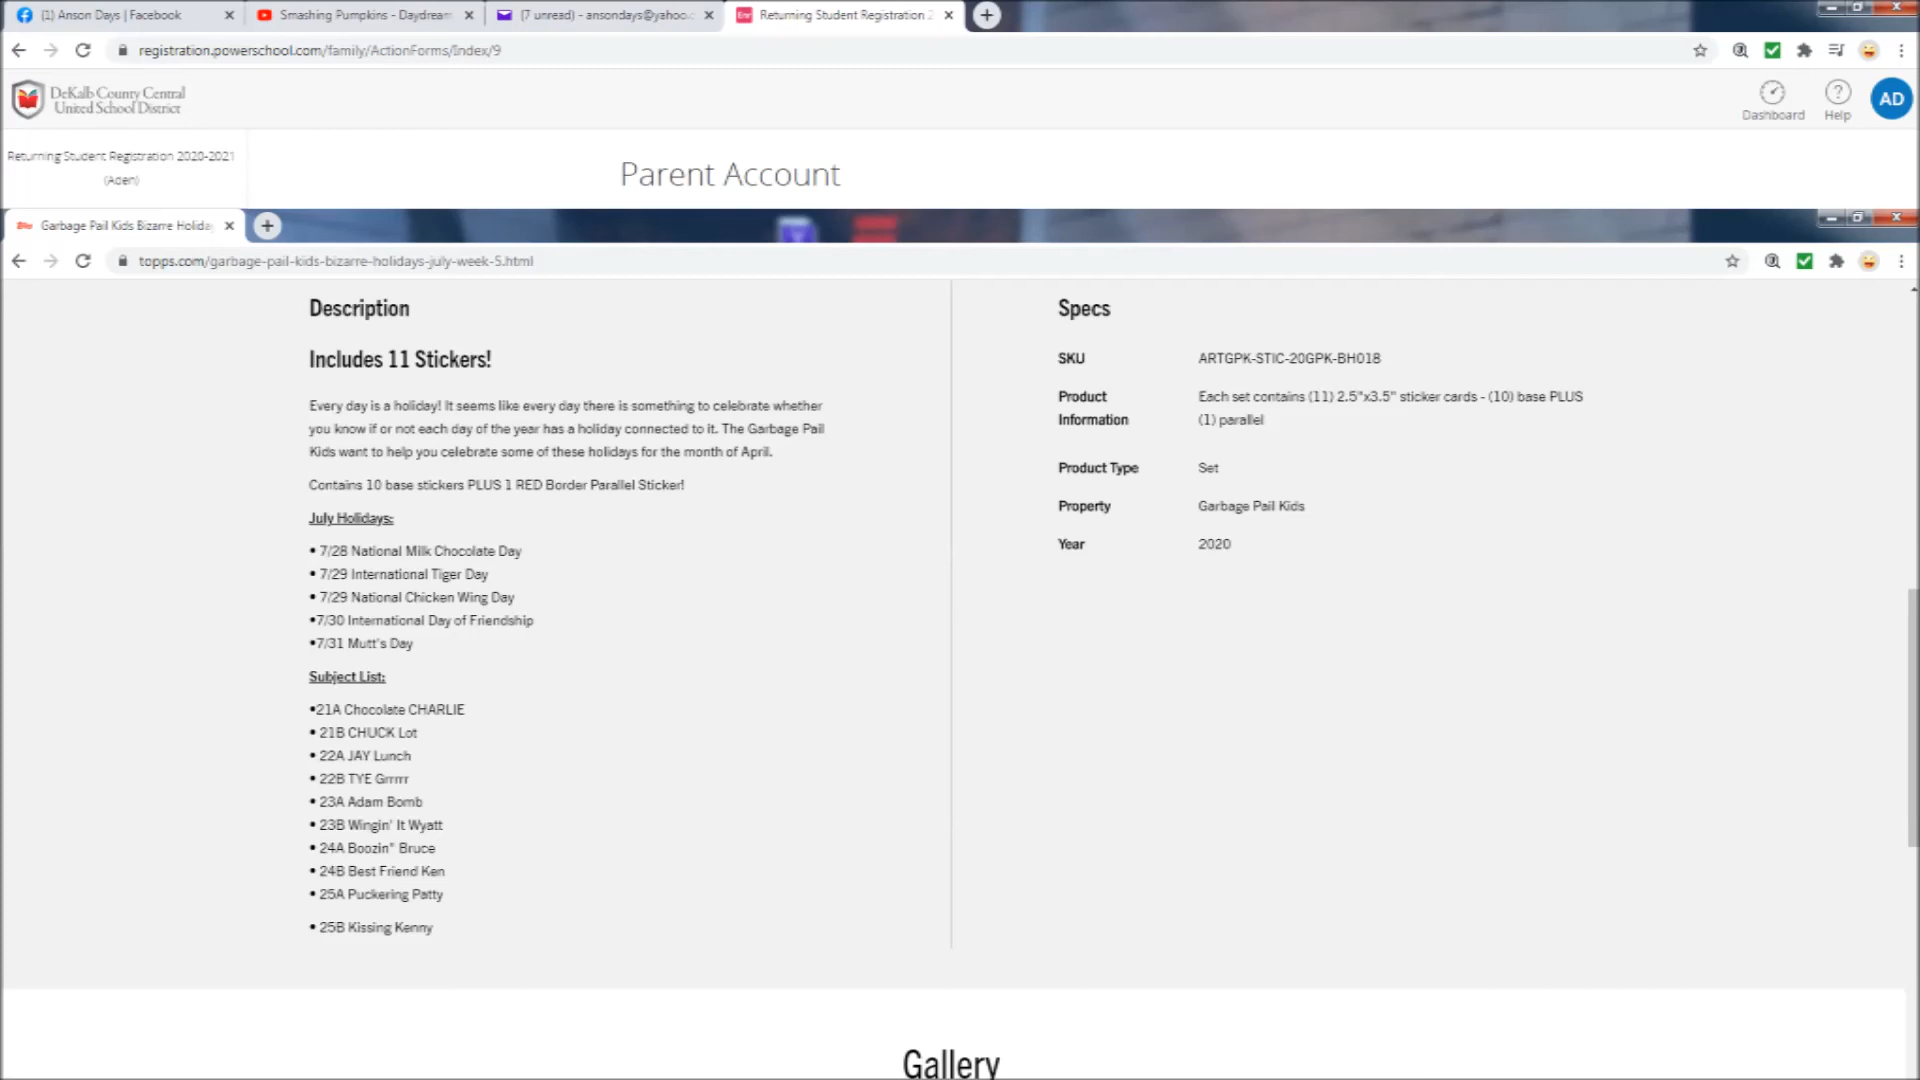 (1) Anson Days | Facebook
Smashing Pumpkins - Daydream
(7 unread) - ansondays@yahoo.c
Enr
Returning Student Registration 2
registration.powerschool.com/family/ActionForms/Index/9
DeKalb County Central
United School District
Dashboard
Help
AD
Returning Student Registration 2020-2021
(Aden)
Parent Account
Garbage Pail Kids Bizarre Holida
topps.com/garbage-pail-kids-bizarre-holidays-july-week-5.html
Description
Includes 11 Stickers!
Every day is a holiday! It seems like every day there is something to celebrate whether
you know if or not each day of the year has a holiday connected to it. The Garbage Pail
Kids want to help you celebrate some of these holidays for the month of April.
Contains 10 base stickers PLUS 1 RED Border Parallel Sticker!
July Holidays:
• 7/28 National Milk Chocolate Day
• 7/29 International Tiger Day
• 7/29 National Chicken Wing Day
•7/30 International Day of Friendship
•7/31 Mutt's Day
Subject List:
•21A Chocolate CHARLIE
• 21B CHUCK Lot
• 22A JAY Lunch
• 22B TYE Grrrrr
• 23A Adam Bomb
• 23B Wingin' It Wyatt
• 24A Boozin" Bruce
• 24B Best Friend Ken
• 25A Puckering Patty
• 25B Kissing Kenny
Specs
SKU ARTGPK-STIC-20GPK-BH018
Product Information Each set contains (11) 2.5"x3.5" sticker cards - (10) base PLUS
(1) parallel
Product Type Set
Property Garbage Pail Kids
Year 2020
Gallery